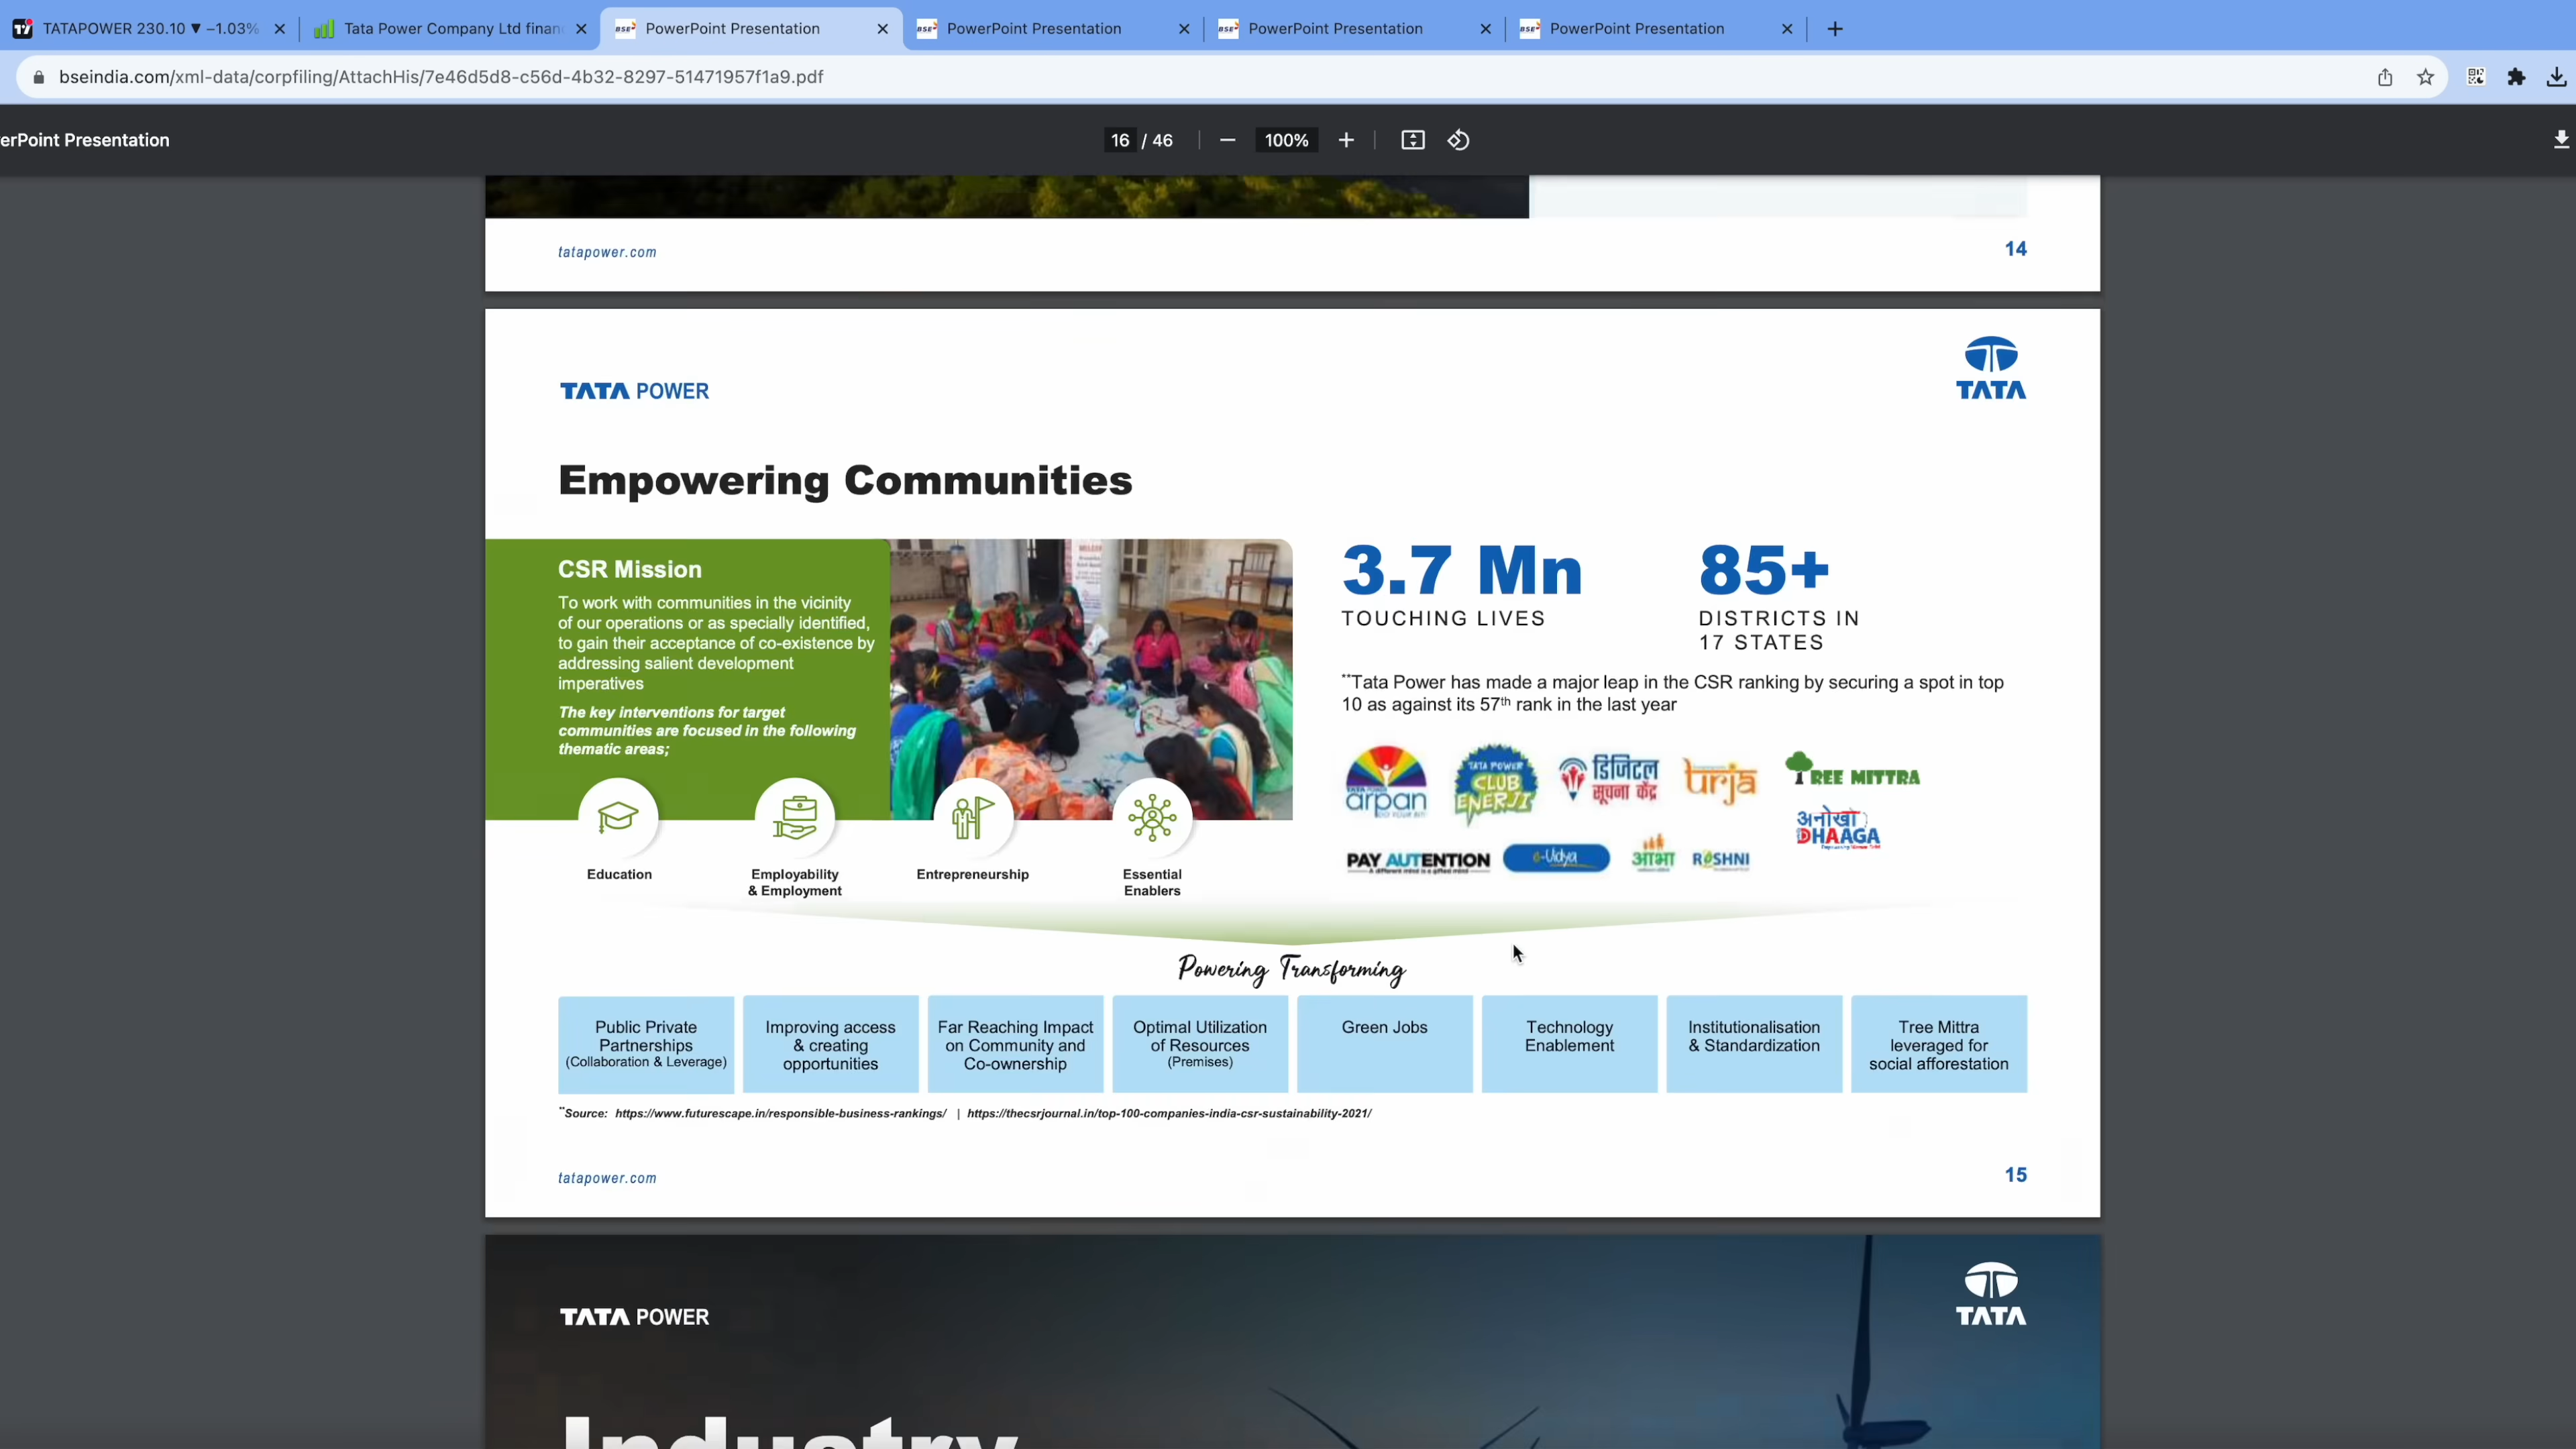 TATAPOWER 230.10 ▼ −1.03%
Tata Power Company Ltd finan
PowerPoint Presentation
PowerPoint Presentation
PowerPoint Presentation
PowerPoint Presentation
bseindia.com/xml-data/corpfiling/AttachHis/7e46d5d8-c56d-4b32-8297-51471957f1a9.pdf
erPoint Presentation
16 / 46
100%
tatapower.com
14
TATA POWER
TATA
Empowering Communities
CSR Mission
To work with communities in the vicinity
of our operations or as specially identified,
to gain their acceptance of co-existence by
addressing salient development
imperatives
The key interventions for target
communities are focused in the following
thematic areas;
Education
Employability
& Employment
Entrepreneurship
Essential
Enablers
3.7 Mn
TOUCHING LIVES
85+
DISTRICTS IN
17 STATES
**Tata Power has made a major leap in the CSR ranking by securing a spot in top
10 as against its 57th rank in the last year
TATA POWER
arpan
TATA POWER
CLUB
ENERJI
डिजिटल
सूचना केंद्र
urja
TREE MITTRA
अनोखा
DHAAGA
PAY AUTENTION
A different mind is a gifted mind
e-Vidya
आभा
ROSHNI
Powering Transforming
Public Private
Partnerships
(Collaboration & Leverage)
Improving access
& creating
opportunities
Far Reaching Impact
on Community and
Co-ownership
Optimal Utilization
of Resources
(Premises)
Green Jobs
Technology
Enablement
Institutionalisation
& Standardization
Tree Mittra
leveraged for
social afforestation
**Source: https://www.futurescape.in/responsible-business-rankings/ | https://thecsrjournal.in/top-100-companies-india-csr-sustainability-2021/
tatapower.com
15
TATA POWER
TATA
Industry